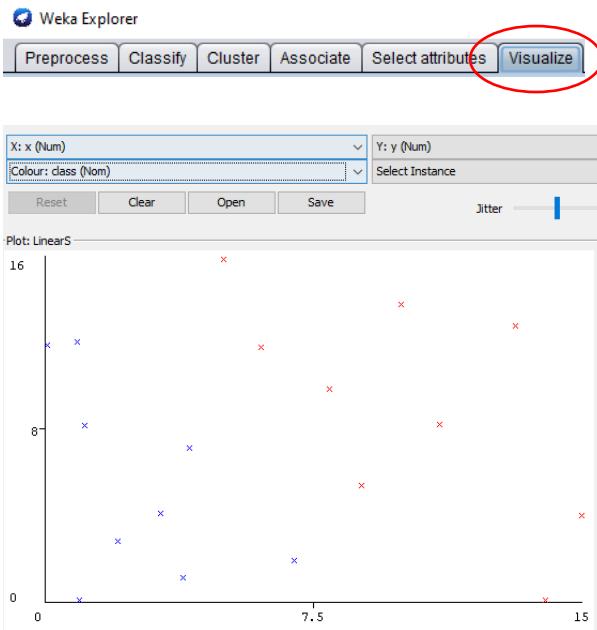 Weka Explorer
Preprocess Classify Cluster Associate Select attributes Visualize
X: x (Num) Y: y (Num)
Colour: class (Nom) Select Instance
Reset Clear Open Save Jitter
Plot: LinearS
16
8
0
0 7.5 15